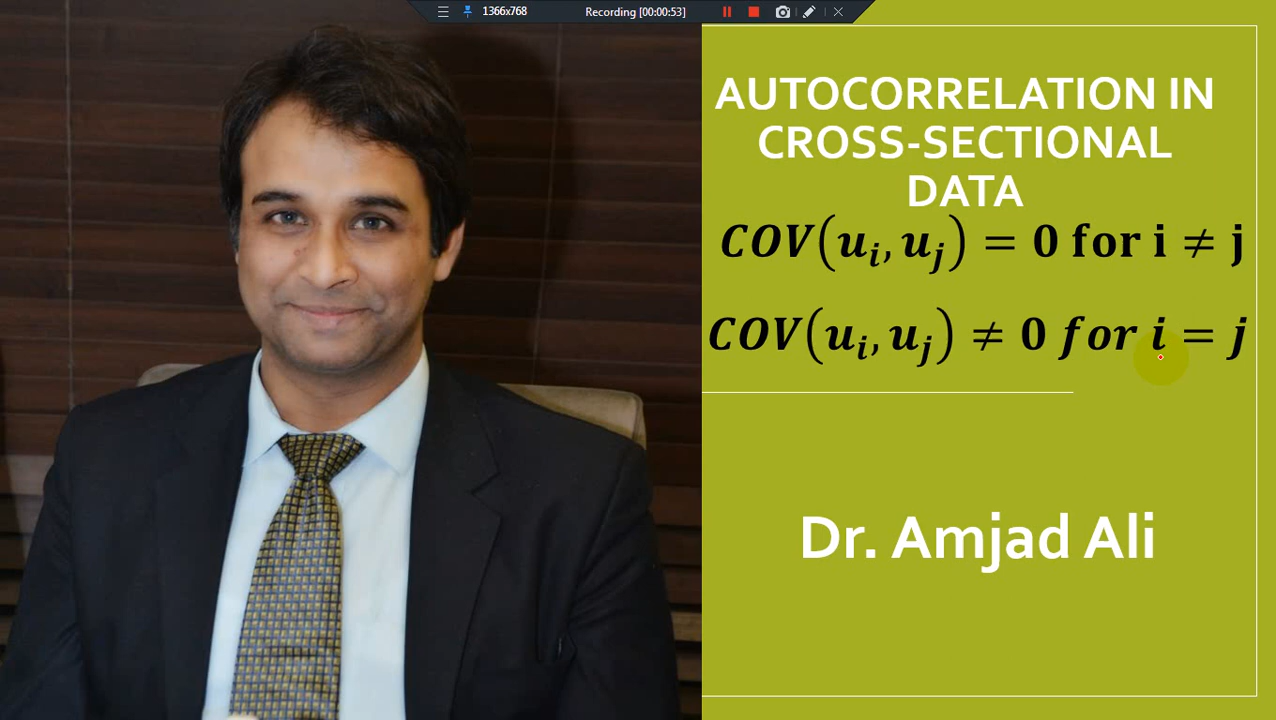 1366x768 Recording [00:00:53]
AUTOCORRELATION IN
CROSS-SECTIONAL
DATA
COV(uᵢ, uⱼ) = 0 for i ≠ j
COV(uᵢ, uⱼ) ≠ 0 for i = j
Dr. Amjad Ali